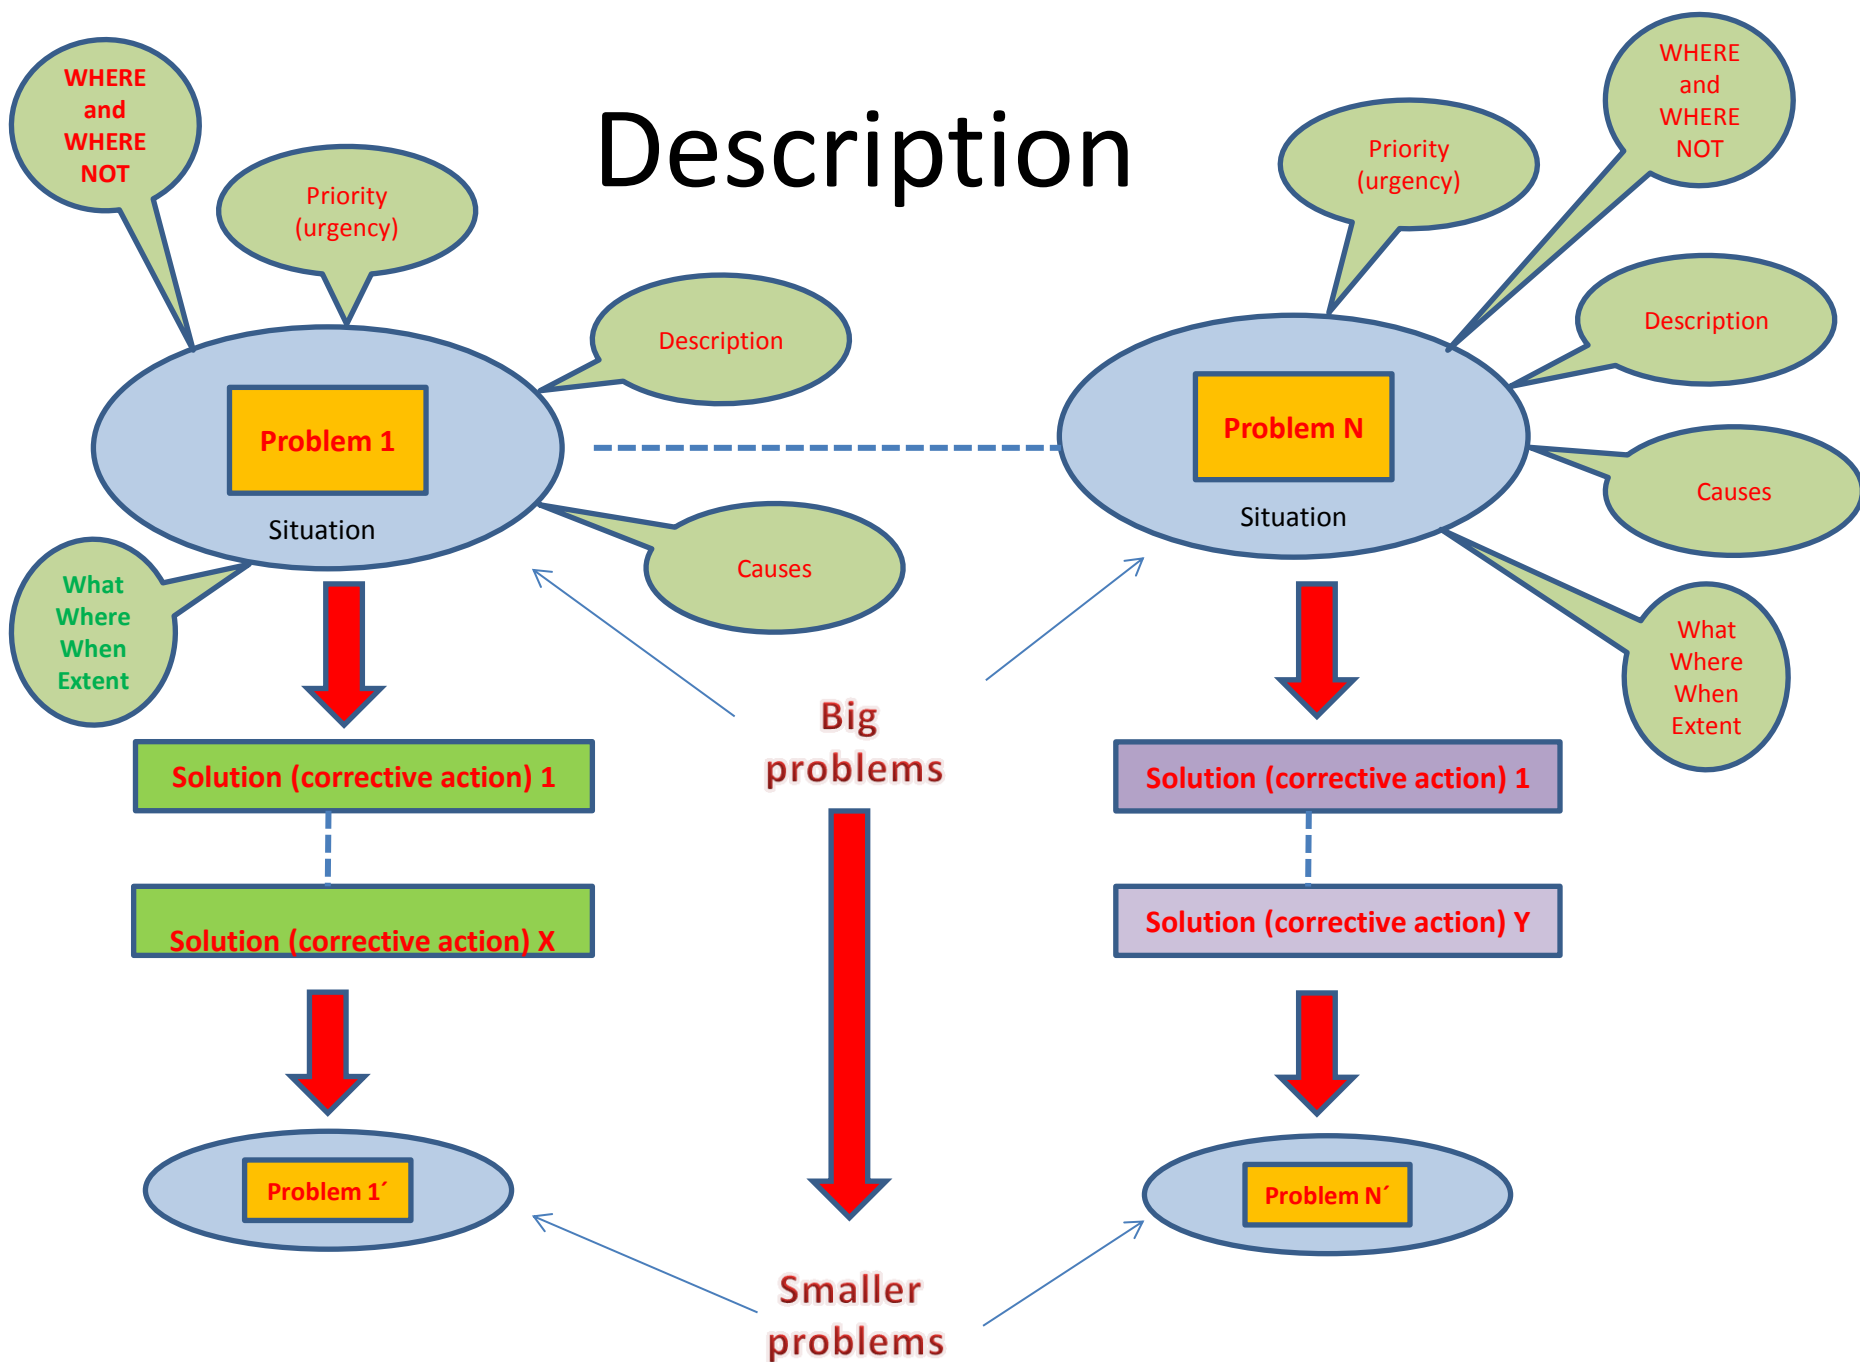 Description
WHERE
and
WHERE
NOT
Priority
(urgency)
Description
Problem 1
Situation
Causes
What
Where
When
Extent
WHERE
and
WHERE
NOT
Priority
(urgency)
Description
Problem N
Situation
Causes
What
Where
When
Extent
Big
problems
Solution (corrective action) 1
Solution (corrective action) X
Solution (corrective action) 1
Solution (corrective action) Y
Problem 1´
Problem N´
Smaller
problems